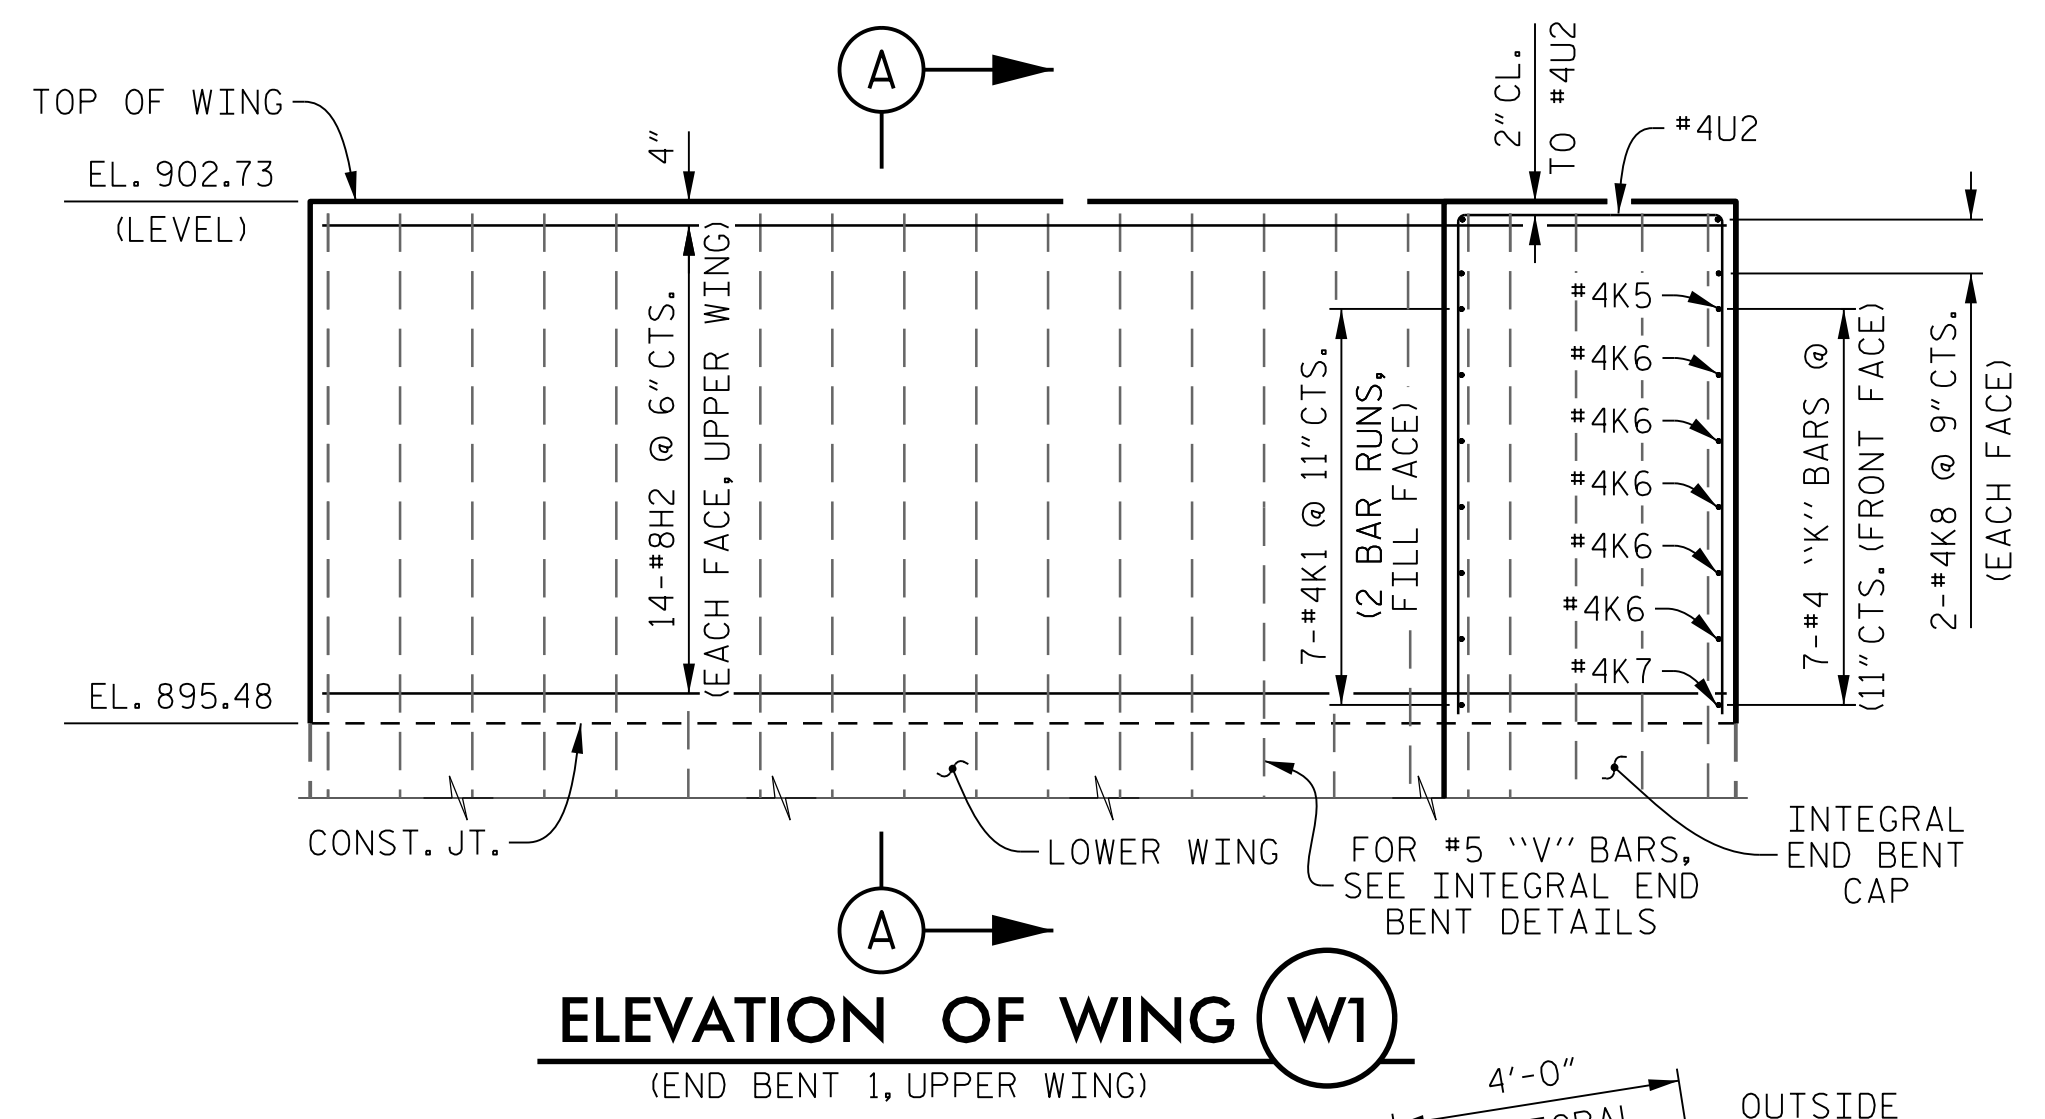 A
TOP OF WING
EL. 902.73
(LEVEL)
4"
2" CL.
TO #4U2
#4U2
14-#8H2 @ 6" CTS.
(EACH FACE, UPPER WING)
7-#4K1 @ 11" CTS.
(2 BAR RUNS,
FILL FACE)
#4K5
#4K6
#4K6
#4K6
#4K6
#4K6
#4K7
7-#4 "K" BARS @
11" CTS. (FRONT FACE)
2-#4K8 @ 9" CTS.
(EACH FACE)
EL. 895.48
CONST. JT.
LOWER WING
FOR #5 "V" BARS,
SEE INTEGRAL END
BENT DETAILS
INTEGRAL
END BENT
CAP
A
ELEVATION OF WING W1
(END BENT 1, UPPER WING)
4'-0"
OUTSIDE